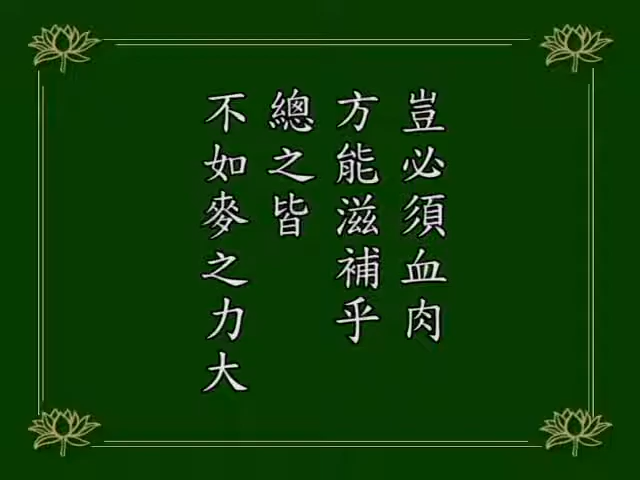 豈必須血肉
方能滋補乎
總之皆
不如麥之力大